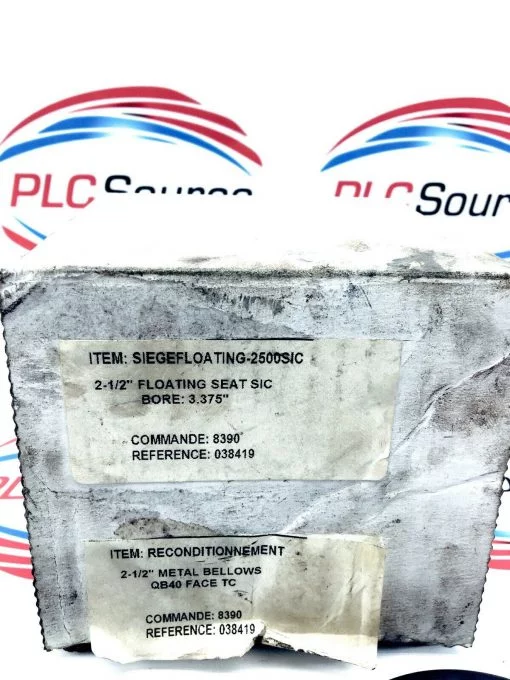 PLC Source
PLC Sour
ITEM: SIEGEFLOATING-2500SIC
2-1/2" FLOATING SEAT SIC
BORE: 3.375"
COMMANDE: 8390
REFERENCE: 038419
ITEM: RECONDITIONNEMENT
2-1/2" METAL BELLOWS
QB40 FACE TC
COMMANDE: 8390
REFERENCE: 038419